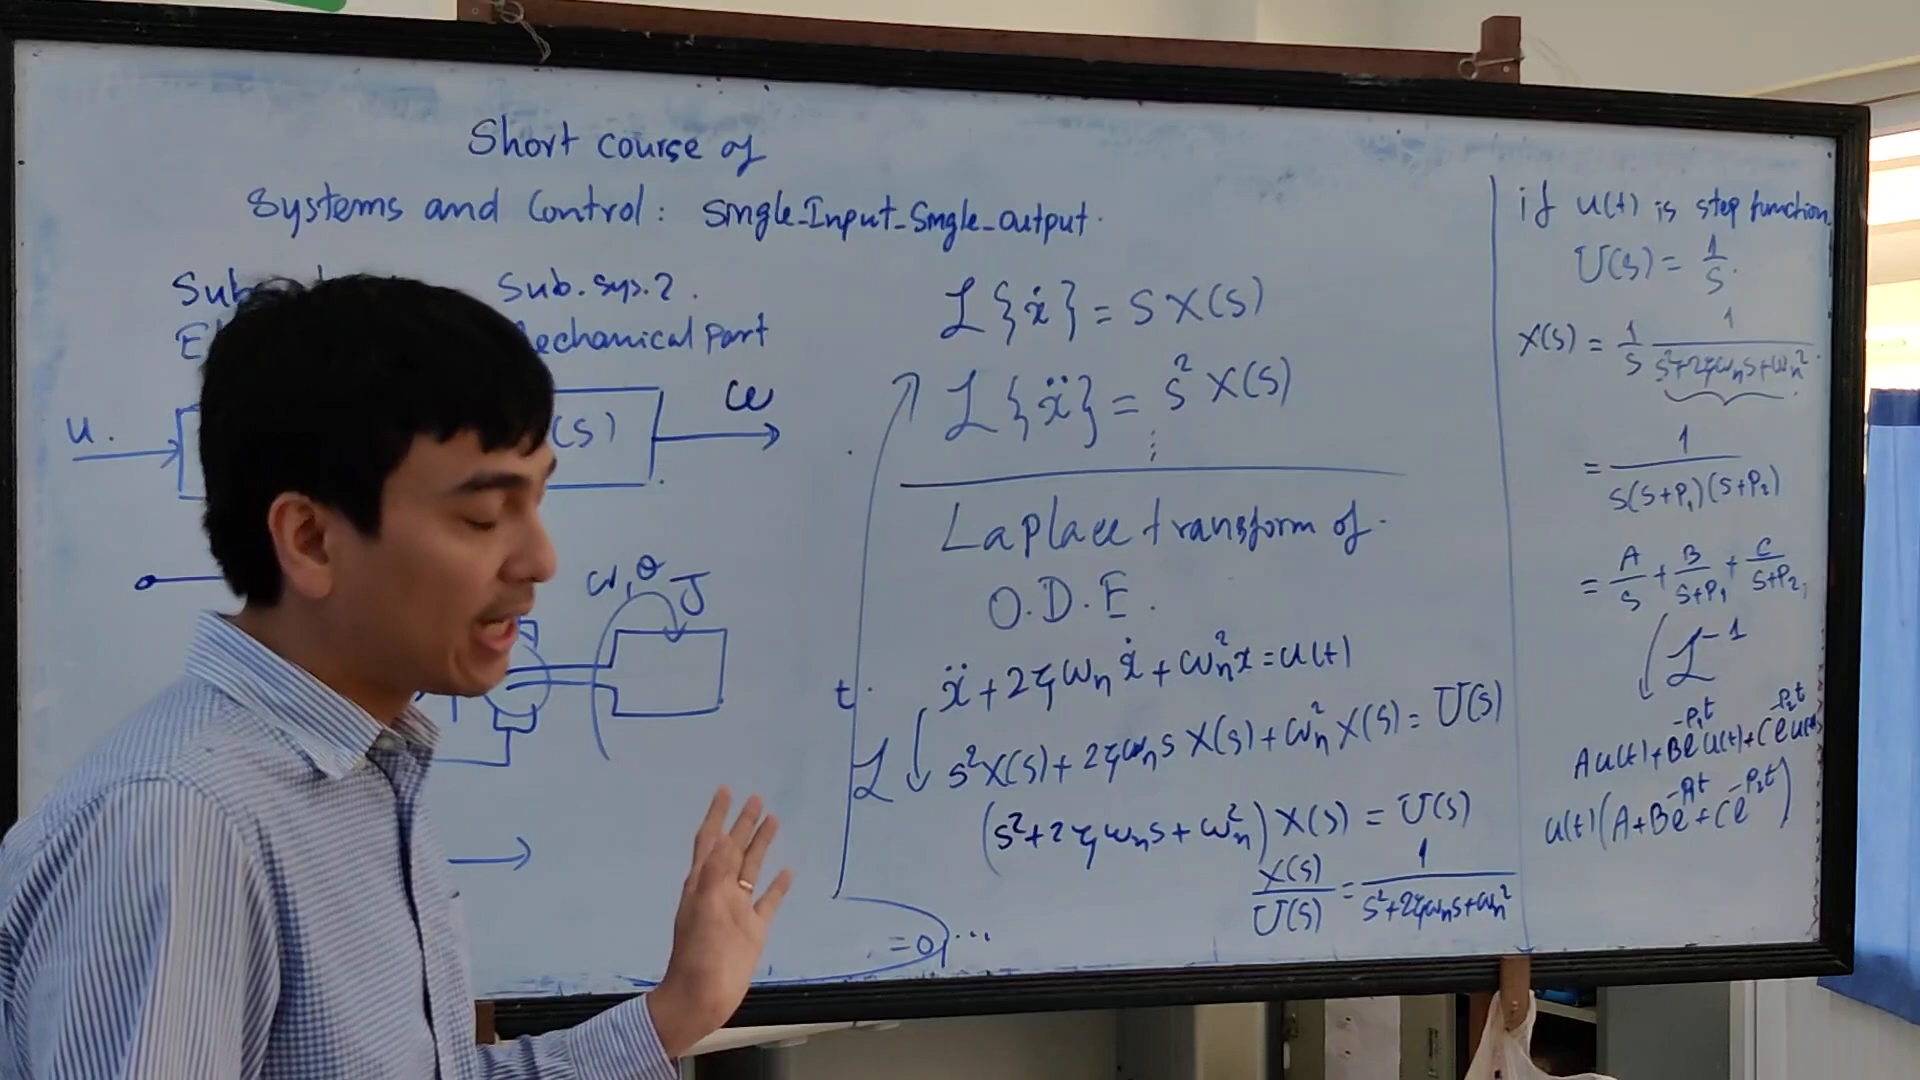 Short course of
Systems and Control: Single-Input-Single-output.
Sub. Sys.2.
Mechanical Part
u.
(S)
ω
ω, θ J
ℒ{ẋ} = S X(S)
ℒ{ẍ} = s² X(S)
⋮
Laplace transform of
O.D.E.
t. ẍ + 2ζωₙẋ + ωₙ²x = u(t)
ℒ ↓ s²X(S) + 2ζωₙs X(s) + ωₙ² X(s) = U(S)
(s² + 2ζωₙs + ωₙ²) X(s) = U(S)
X(S)/U(S) = 1/(s² + 2ζωₙs + ωₙ²)
= 0, ...
if u(t) is step function.
U(s) = 1/s.
X(s) = 1/s 1/(s² + 2ζωₙs + ωₙ²).
= 1/(s(s+P₁)(s+P₂))
= A/s + B/(s+P₁) + C/(s+P₂)
ℒ⁻¹
Au(t) + Be^(-P₁t) u(t) + Ce^(-P₂t) u(t)
u(t)(A + Be^(-P₁t) + Ce^(-P₂t))